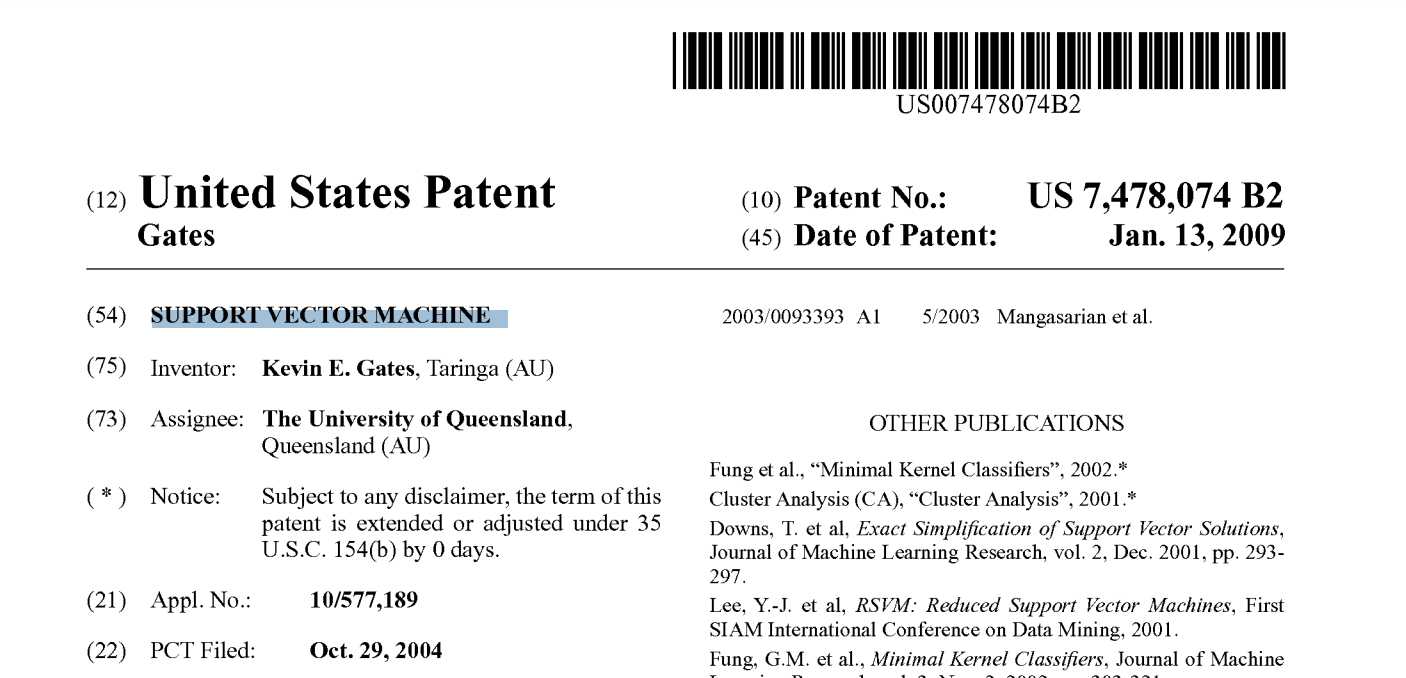 US007478074B2
(12) United States Patent
Gates
(10) Patent No.: US 7,478,074 B2
(45) Date of Patent: Jan. 13, 2009
(54) SUPPORT VECTOR MACHINE
(75) Inventor: Kevin E. Gates, Taringa (AU)
(73) Assignee: The University of Queensland,
Queensland (AU)
( * ) Notice: Subject to any disclaimer, the term of this
patent is extended or adjusted under 35
U.S.C. 154(b) by 0 days.
(21) Appl. No.: 10/577,189
(22) PCT Filed: Oct. 29, 2004
2003/0093393 A1 5/2003 Mangasarian et al.
OTHER PUBLICATIONS
Fung et al., “Minimal Kernel Classifiers”, 2002.*
Cluster Analysis (CA), “Cluster Analysis”, 2001.*
Downs, T. et al, Exact Simplification of Support Vector Solutions,
Journal of Machine Learning Research, vol. 2, Dec. 2001, pp. 293-
297.
Lee, Y.-J. et al, RSVM: Reduced Support Vector Machines, First
SIAM International Conference on Data Mining, 2001.
Fung, G.M. et al., Minimal Kernel Classifiers, Journal of Machine